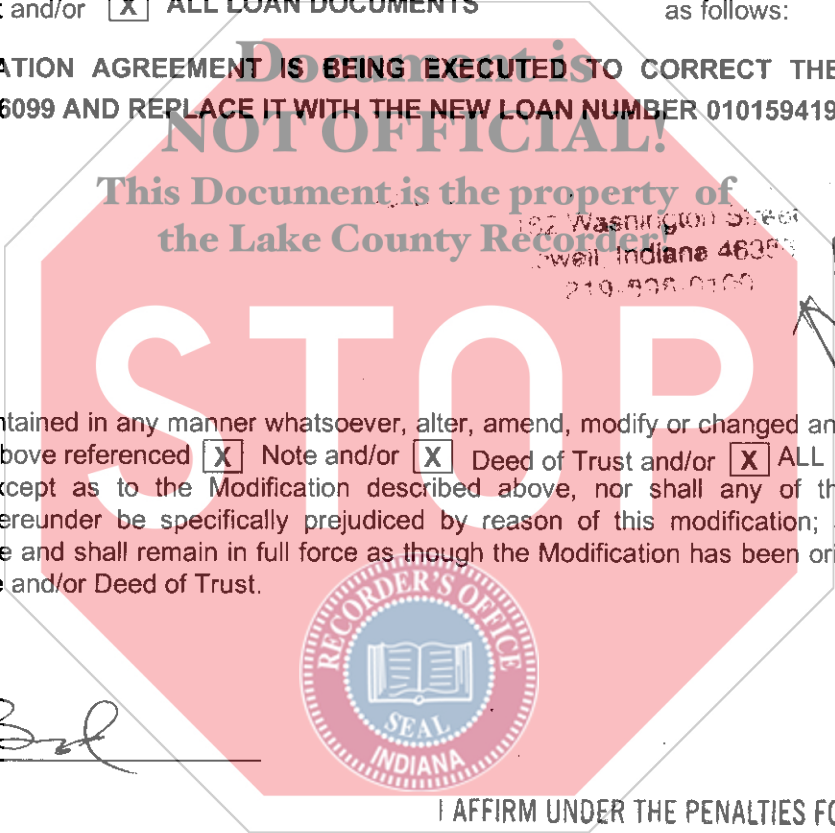 and/or X ALL LOAN DOCUMENTS as follows:
Document is
ATION AGREEMENT IS BEING EXECUTED TO CORRECT THE
6099 AND REPLACE IT WITH THE NEW LOAN NUMBER 010159419
NOT OFFICIAL!
This Document is the property of
the Lake County Recorder!
Washington Street
Indiana
STOP
ntained in any manner whatsoever, alter, amend, modify or changed an
bove referenced X Note and/or X Deed of Trust and/or X ALL
xcept as to the Modification described above, nor shall any of th
ereunder be specifically prejudiced by reason of this modification;
e and shall remain in full force as though the Modification has been ori
e and/or Deed of Trust.
RECORDER'S OFFICE
SEAL
INDIANA
I AFFIRM UNDER THE PENALTIES FO